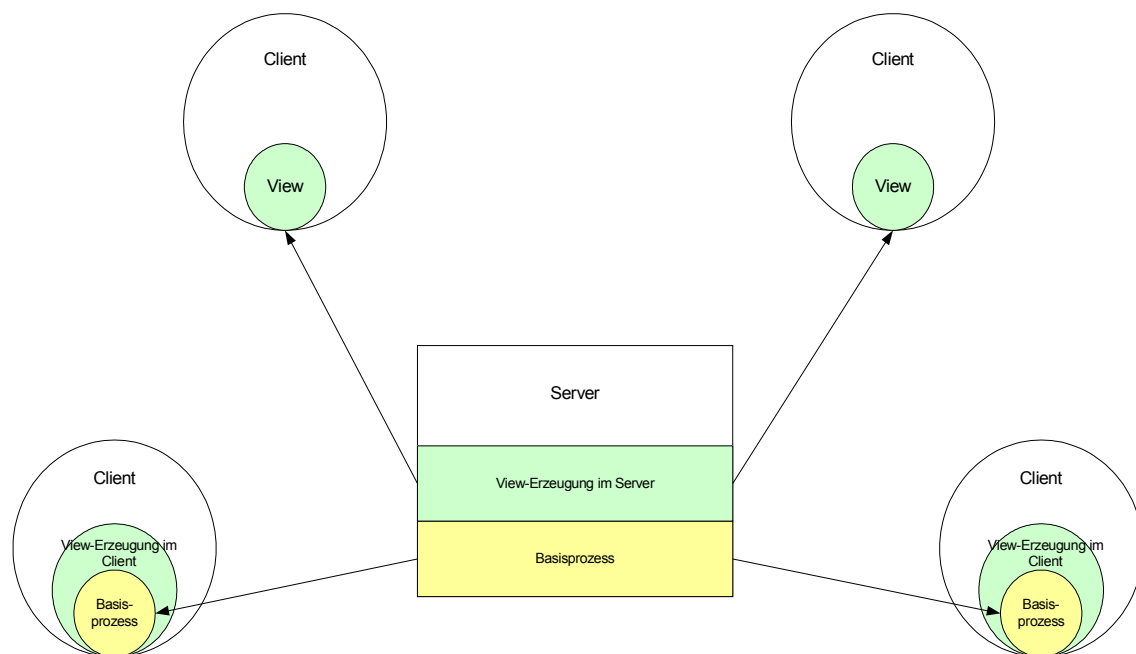 Client
Client
View
View
Server
Client
Client
View-Erzeugung im Server
View-Erzeugung im
Client
View-Erzeugung im
Client
Basisprozess
Basis-
prozess
Basis-
prozess